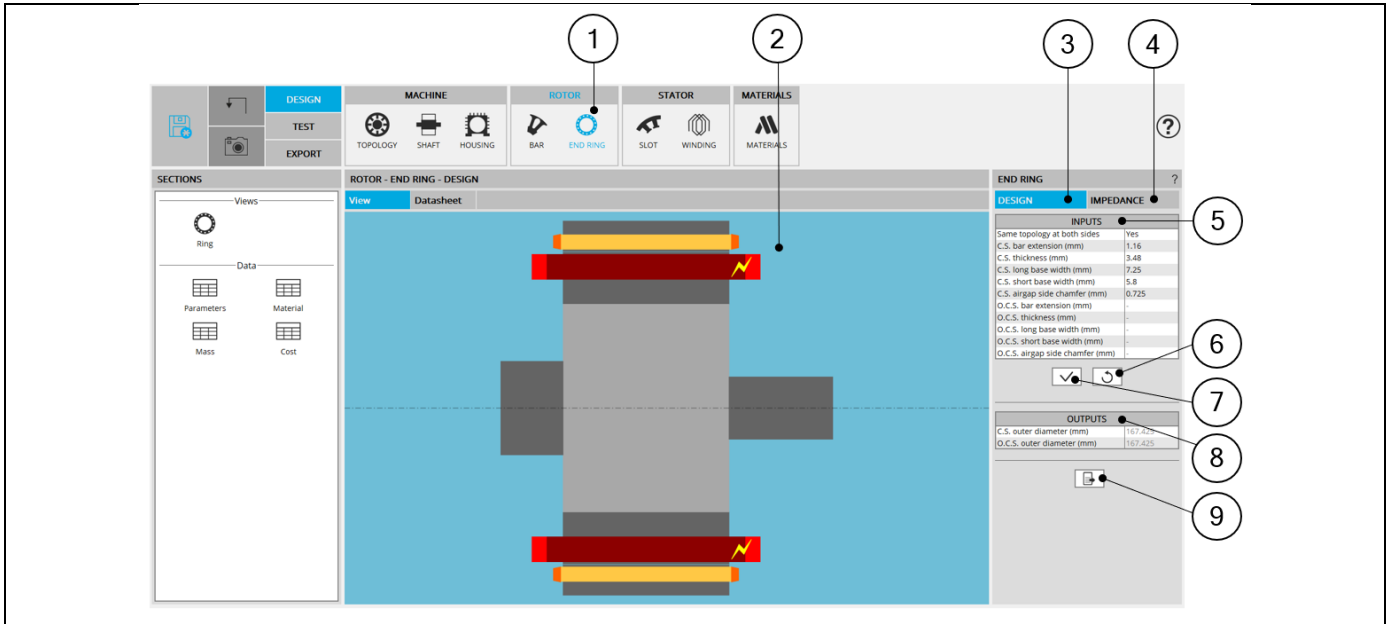 1
2
3
4
DESIGN
TEST
EXPORT
MACHINE
TOPOLOGY
SHAFT
HOUSING
ROTOR
BAR
END RING
STATOR
SLOT
WINDING
MATERIALS
MATERIALS
?
SECTIONS
Views
Ring
Data
Parameters
Material
Mass
Cost
ROTOR - END RING - DESIGN
View
Datasheet
END RING
?
DESIGN
IMPEDANCE
INPUTS
5
Same topology at both sides Yes
C.S. bar extension (mm) 1.16
C.S. thickness (mm) 3.48
C.S. long base width (mm) 7.25
C.S. short base width (mm) 5.8
C.S. airgap side chamfer (mm) 0.725
O.C.S. bar extension (mm) -
O.C.S. thickness (mm) -
O.C.S. long base width (mm) -
O.C.S. short base width (mm) -
O.C.S. airgap side chamfer (mm) -
6
7
OUTPUTS
C.S. outer diameter (mm) 167.425
O.C.S. outer diameter (mm) 167.425
8
9